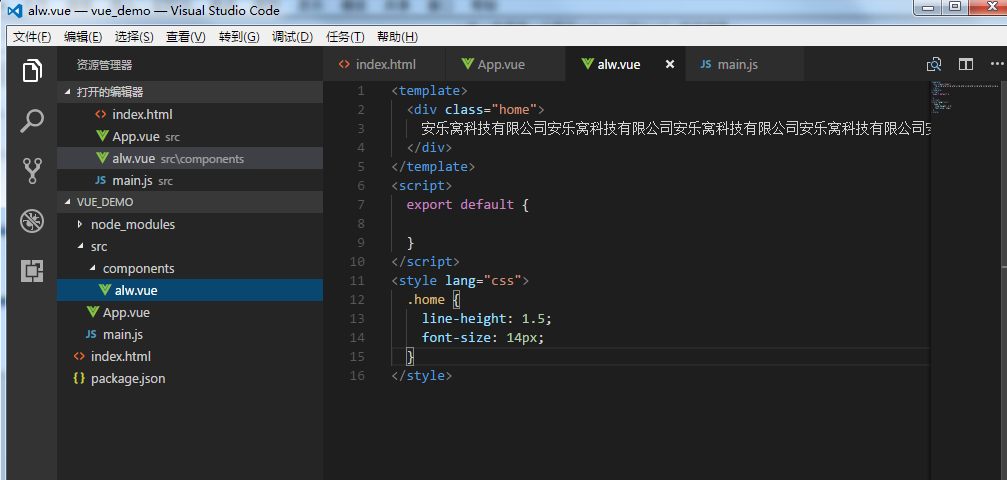 alw.vue — vue_demo — Visual Studio Code
文件(F) 编辑(E) 选择(S) 查看(V) 转到(G) 调试(D) 任务(T) 帮助(H)
资源管理器
index.html App.vue alw.vue JS main.js
打开的编辑器
index.html
App.vue src
alw.vue src\components
JS main.js src
VUE_DEMO
node_modules
src
components
alw.vue
App.vue
JS main.js
index.html
{} package.json
1 <template>
2 <div class="home">
3 安乐窝科技有限公司安乐窝科技有限公司安乐窝科技有限公司安乐窝科技有限公司
4 </div>
5 </template>
6 <script>
7 export default {
8
9 }
10 </script>
11 <style lang="css">
12 .home {
13 line-height: 1.5;
14 font-size: 14px;
15 }
16 </style>